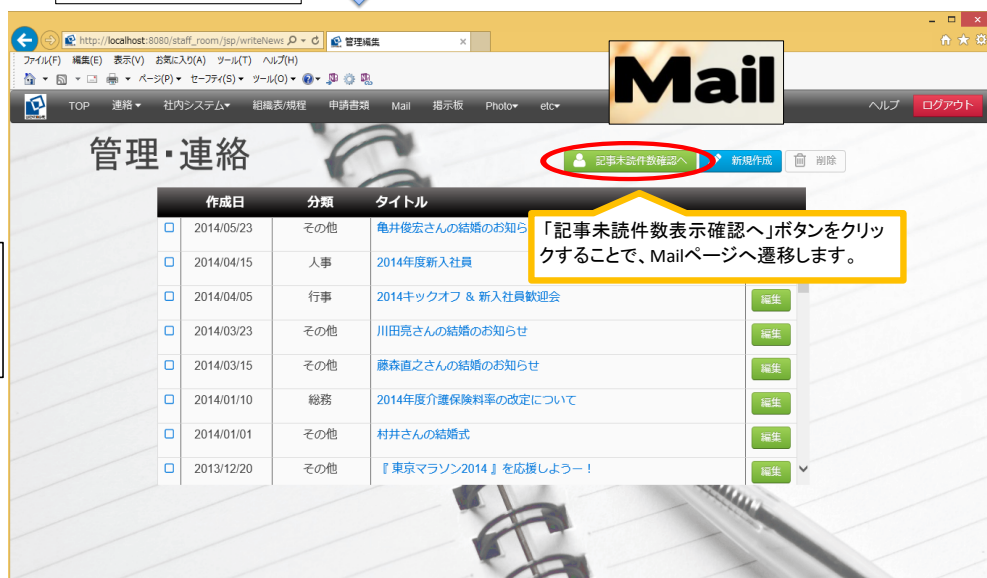 http://localhost:8080/staff_room/jsp/writeNews
管理編集
ファイル(F) 編集(E) 表示(V) お気に入り(A) ツール(T) ヘルプ(H)
ページ(P) セーフティ(S) ツール(O)
Mail
TOP 連絡 社内システム 組織表/規程 申請書類 Mail 掲示板 Photo etc ヘルプ ログアウト
管理・連絡
記事未読件数確認へ 新規作成 削除
作成日 分類 タイトル
2014/05/23 その他 亀井俊宏さんの結婚のお知ら
「記事未読件数表示確認へ」ボタンをクリッ
クすることで、Mailページへ遷移します。
2014/04/15 人事 2014年度新入社員
2014/04/05 行事 2014キックオフ & 新入社員歓迎会 編集
2014/03/23 その他 川田亮さんの結婚のお知らせ 編集
2014/03/15 その他 藤森直之さんの結婚のお知らせ 編集
2014/01/10 総務 2014年度介護保険料率の改定について 編集
2014/01/01 その他 村井さんの結婚式 編集
2013/12/20 その他 『 東京マラソン2014 』を応援しようー！ 編集